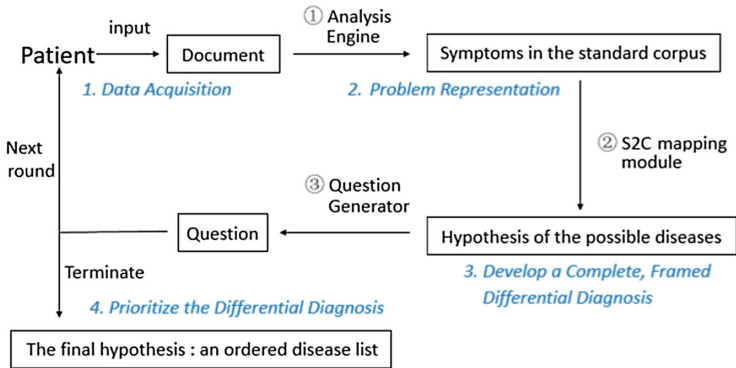 input
① Analysis
Engine
Patient
Document
Symptoms in the standard corpus
1. Data Acquisition
2. Problem Representation
Next
round
② S2C mapping
module
③ Question
Generator
Question
Hypothesis of the possible diseases
Terminate
3. Develop a Complete, Framed
Differential Diagnosis
4. Prioritize the Differential Diagnosis
The final hypothesis : an ordered disease list